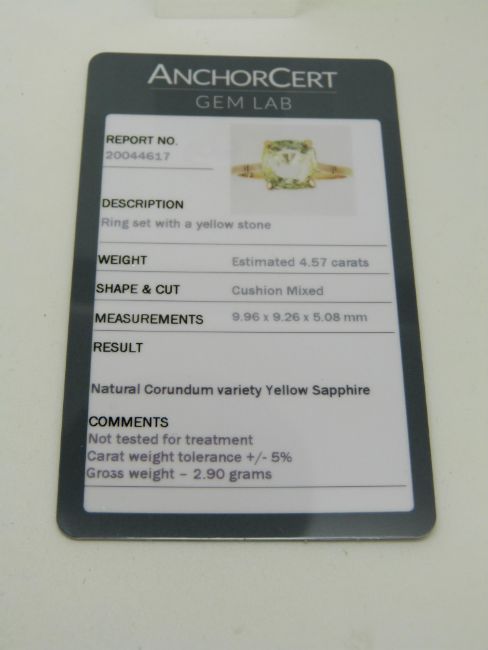 ANCHORCERT
GEM LAB
REPORT NO.
20044617
DESCRIPTION
Ring set with a yellow stone
WEIGHT Estimated 4.57 carats
SHAPE & CUT Cushion Mixed
MEASUREMENTS 9.96 x 9.26 x 5.08 mm
RESULT
Natural Corundum variety Yellow Sapphire
COMMENTS
Not tested for treatment
Carat weight tolerance +/- 5%
Gross weight – 2.90 grams